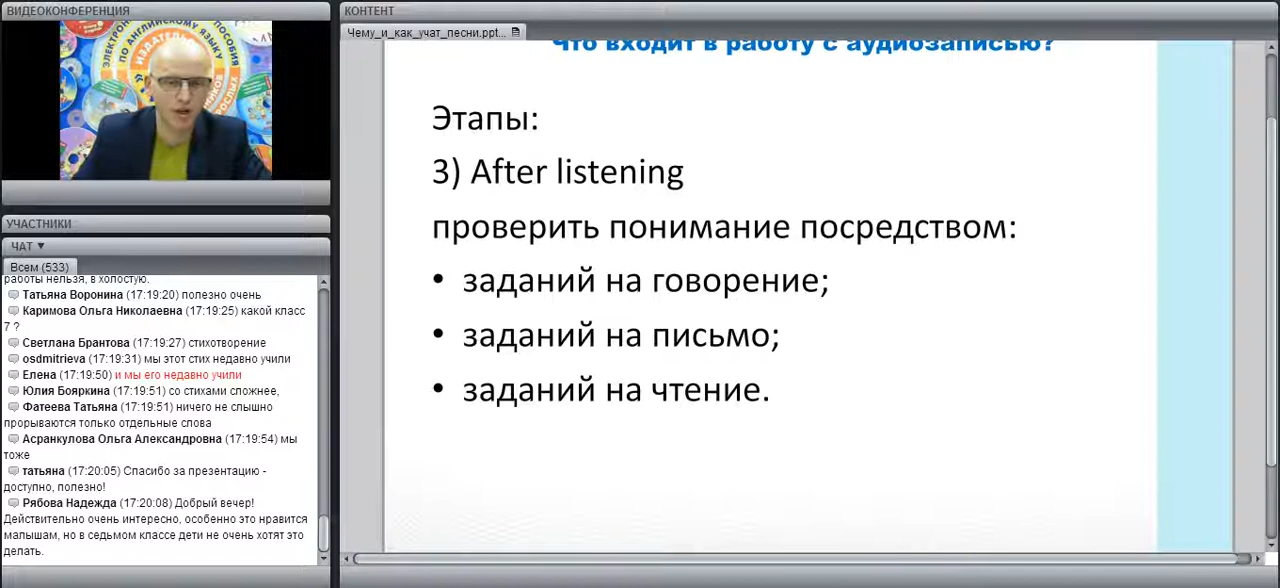 ВИДЕОКОНФЕРЕНЦИЯ
ЭЛЕКТРОННЫЕ ПОСОБИЯ
ПО АНГЛИЙСКОМУ ЯЗЫКУ
ИЗДАТЕЛЬ
УЧАСТНИКИ
ЧАТ ▼
Всем (533)
работы нельзя, в холостую.
Татьяна Воронина (17:19:20) полезно очень
Каримова Ольга Николаевна (17:19:25) какой класс
7 ?
Светлана Брантова (17:19:27) стихотворение
osdmitrieva (17:19:31) мы этот стих недавно учили
Елена (17:19:50) и мы его недавно учили
Юлия Бояркина (17:19:51) со стихами сложнее,
Фатеева Татьяна (17:19:51) ничего не слышно
прорываются только отдельные слова
Асранкулова Ольга Александровна (17:19:54) мы
тоже
татьяна (17:20:05) Спасибо за презентацию -
доступно, полезно!
Рябова Надежда (17:20:08) Добрый вечер!
Действительно очень интересно, особенно это нравится
малышам, но в седьмом классе дети не очень хотят это
делать.
КОНТЕНТ
Чему_и_как_учат_песни.ppt...
Что входит в работу с аудиозаписью?
Этапы:
3) After listening
проверить понимание посредством:
• заданий на говорение;
• заданий на письмо;
• заданий на чтение.